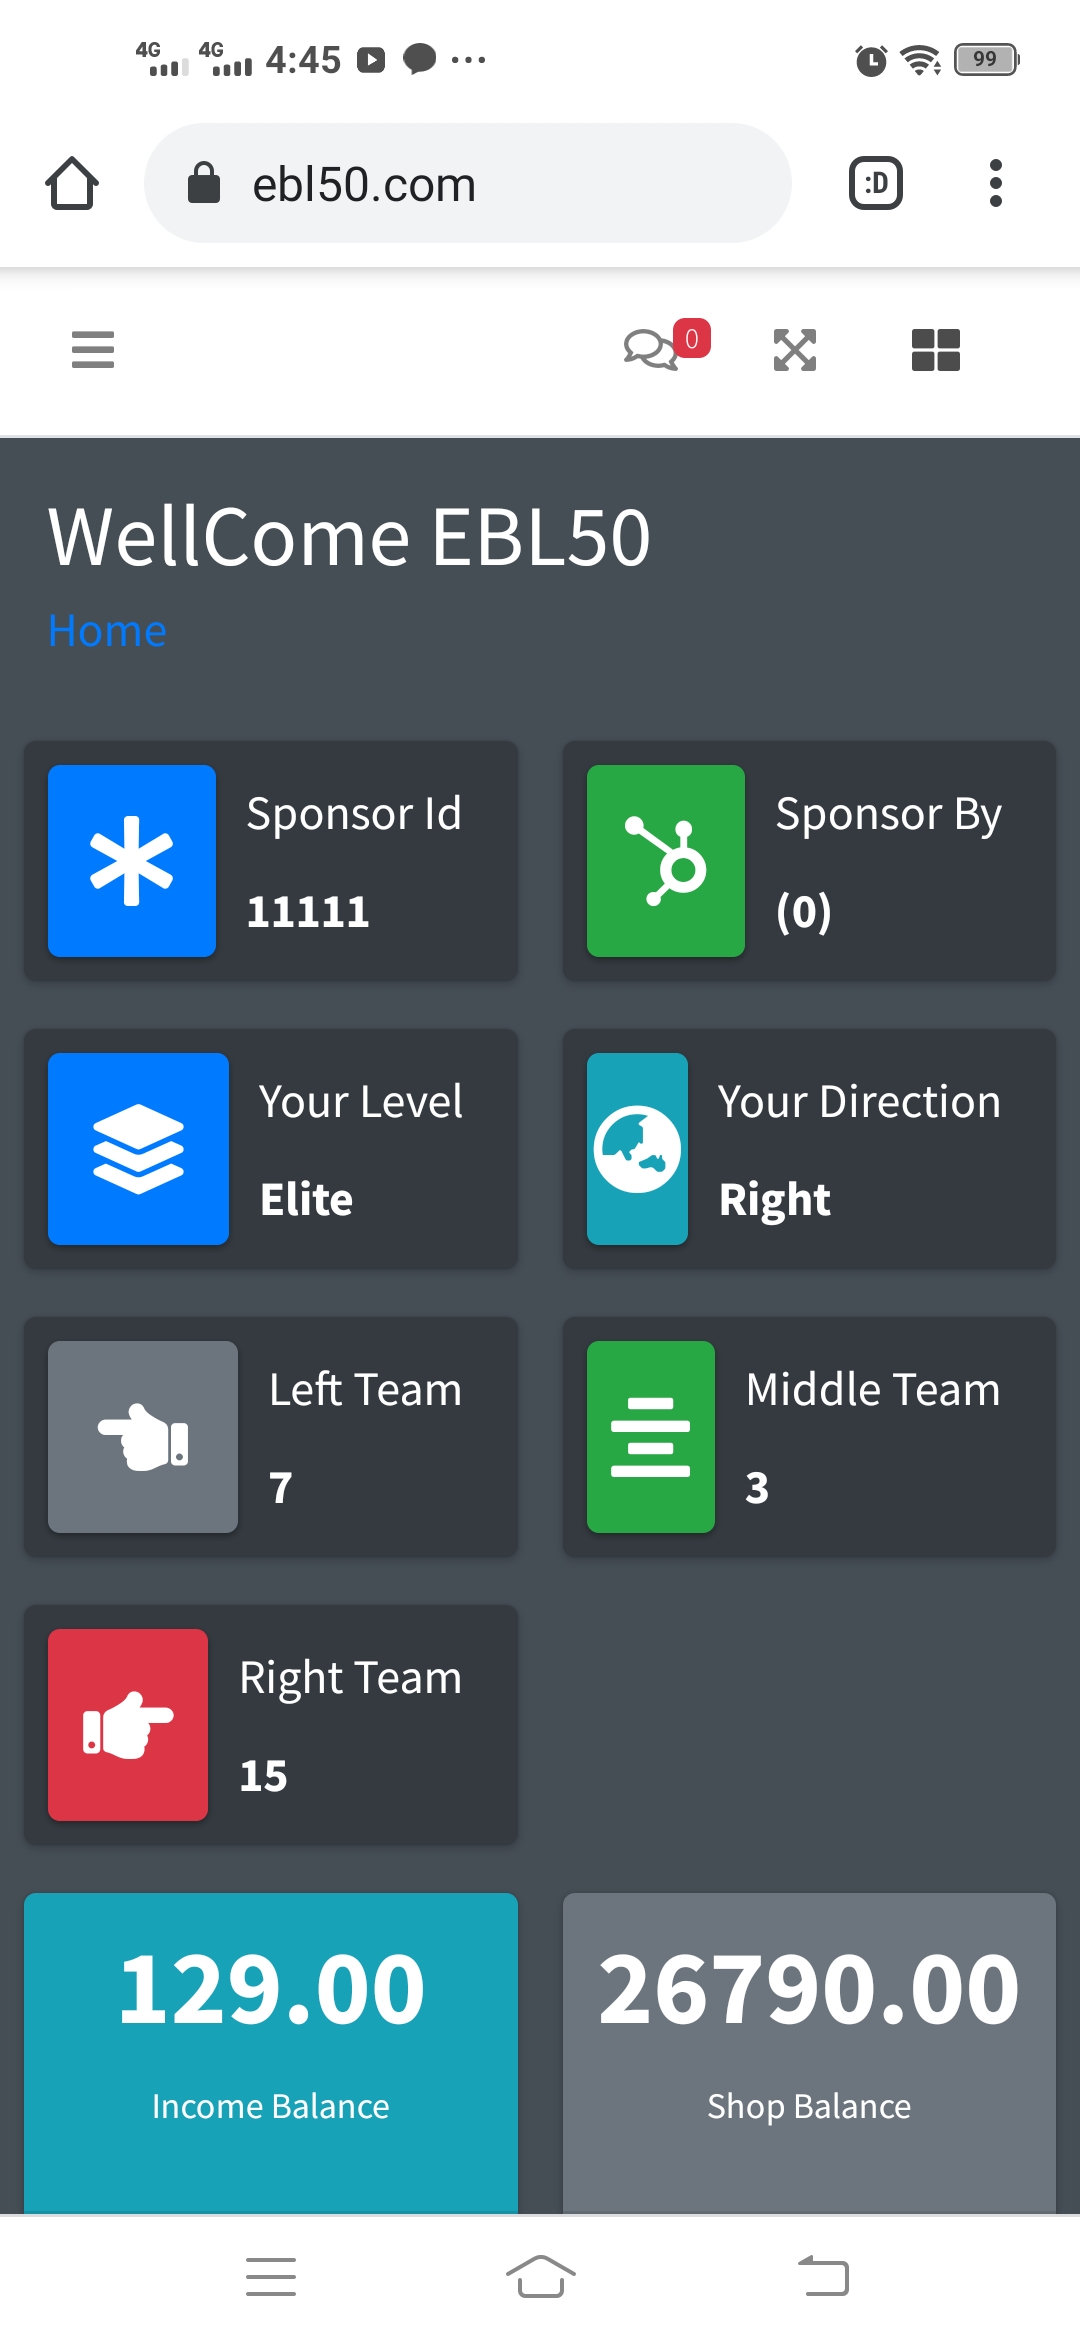 4G 4G 4:45 ... 99
ebl50.com :D
0
WellCome EBL50
Home
Sponsor Id
11111
Sponsor By
(0)
Your Level
Elite
Your Direction
Right
Left Team
7
Middle Team
3
Right Team
15
129.00
Income Balance
26790.00
Shop Balance